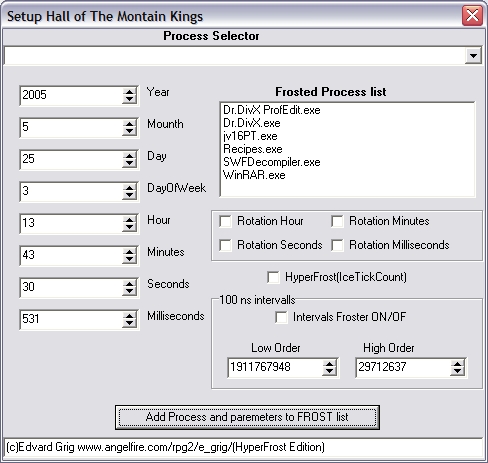 Setup Hall of The Montain Kings
Process Selector
2005 Year
5 Mounth
25 Day
3 DayOfWeek
13 Hour
43 Minutes
30 Seconds
531 Milliseconds
Frosted Process list
Dr.DivX ProfEdit.exe
Dr.DivX.exe
jv16PT.exe
Recipes.exe
SWFDecompiler.exe
WinRAR.exe
Rotation Hour Rotation Minutes
Rotation Seconds Rotation Milliseconds
HyperFrost(IceTickCount)
100 ns intervalls
Intervals Froster ON/OF
Low Order High Order
1911767948 29712637
Add Process and paremeters to FROST list
(c)Edvard Grig www.angelfire.com/rpg2/e_grig/(HyperFrost Edition)